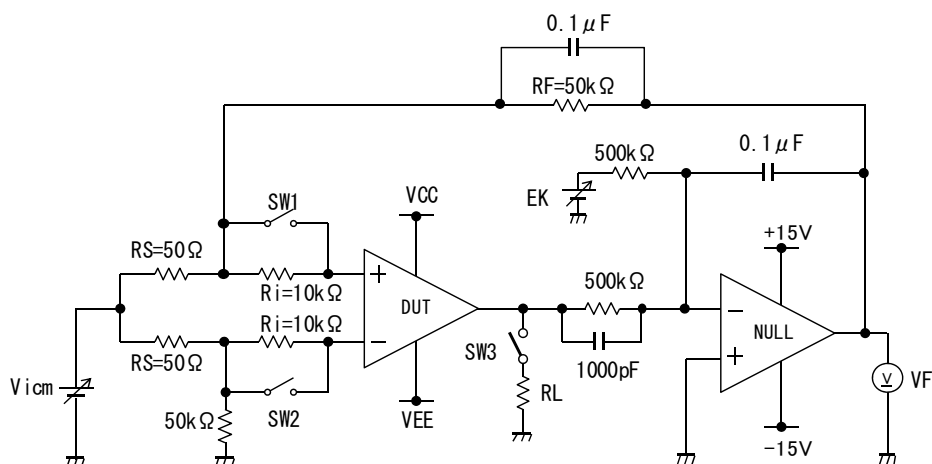 0.1μF
RF=50kΩ
0.1μF
500kΩ
EK
SW1
VCC
+15V
RS=50Ω
Ri=10kΩ
500kΩ
DUT
NULL
Ri=10kΩ
RS=50Ω
SW3
1000pF
VF
V
Vicm
SW2
RL
50kΩ
VEE
-15V